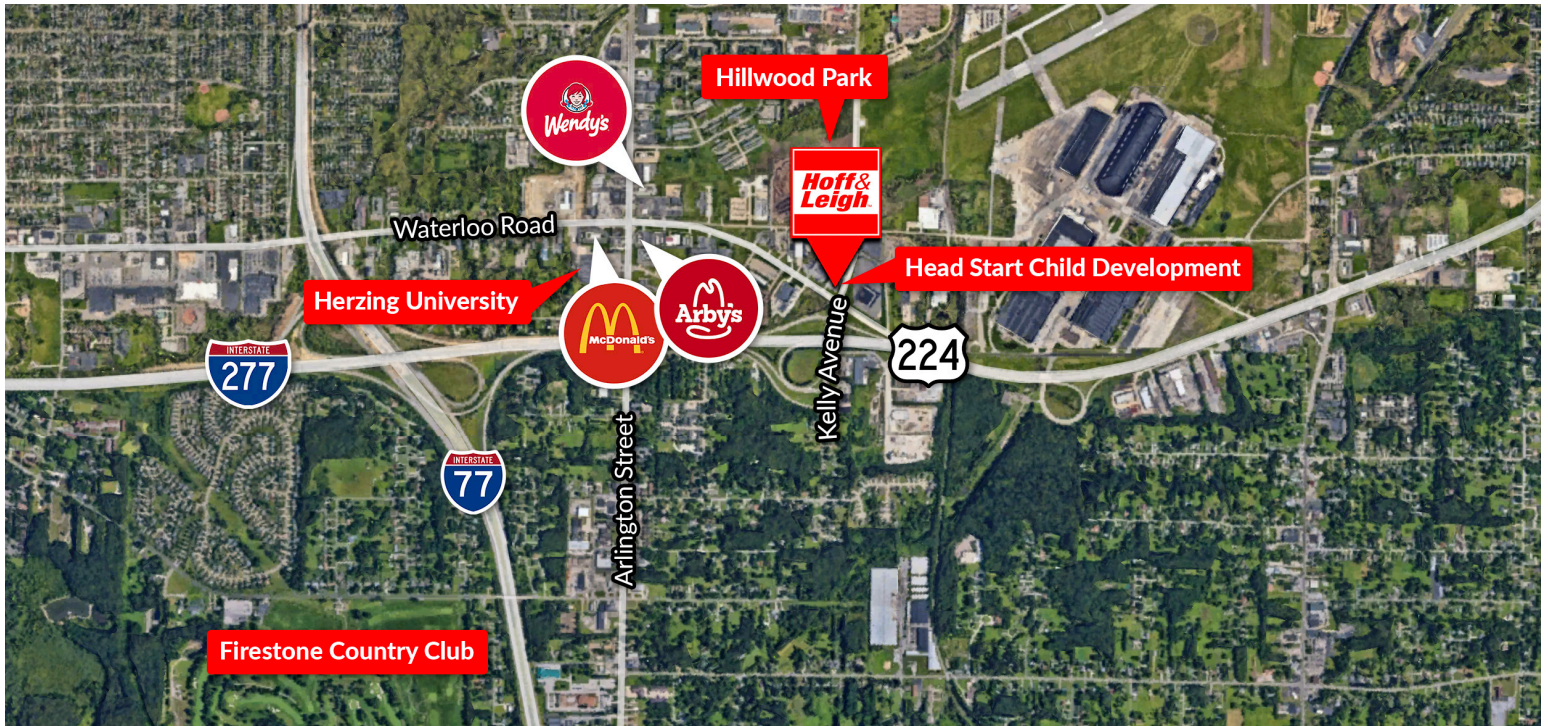 Wendy's
Hillwood Park
Hoff&
Leigh
Waterloo Road
Head Start Child Development
Herzing University
McDonald's
Arby's
INTERSTATE
277
224
Kelly Avenue
INTERSTATE
77
Arlington Street
Firestone Country Club